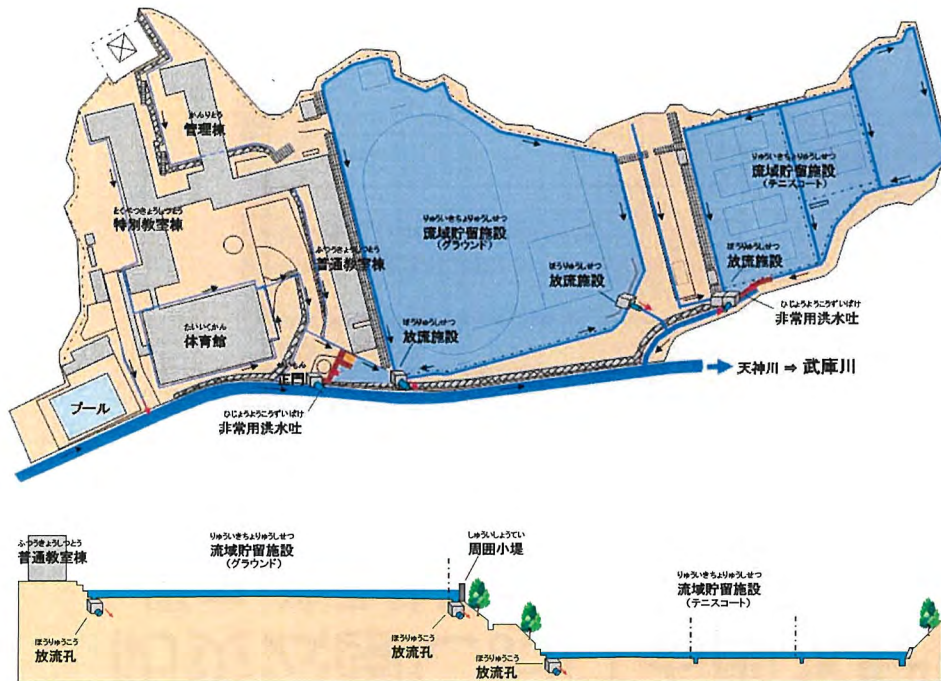 かんりとう
管理棟
とくべつきょうしつとう
特別教室棟
りゅういきちょりゅうしせつ
流域貯留施設
(テニスコート)
りゅういきちょりゅうしせつ
流域貯留施設
(グラウンド)
ふつうきょうしつとう
普通教室棟
ほうりゅうしせつ
放流施設
ほうりゅうしせつ
放流施設
ひじょうようこうずいばけ
非常用洪水吐
たいいくかん
体育館
ほうりゅうしせつ
放流施設
せいもん
正門
天神川 ⇒ 武庫川
プール
ひじょうようこうずいばけ
非常用洪水吐
ふつうきょうしつとう
普通教室棟
りゅういきちょりゅうしせつ
流域貯留施設
(グラウンド)
しゅういしょうてい
周囲小堤
りゅういきちょりゅうしせつ
流域貯留施設
(テニスコート)
ほうりゅうこう
放流孔
ほうりゅうこう
放流孔
ほうりゅうこう
放流孔